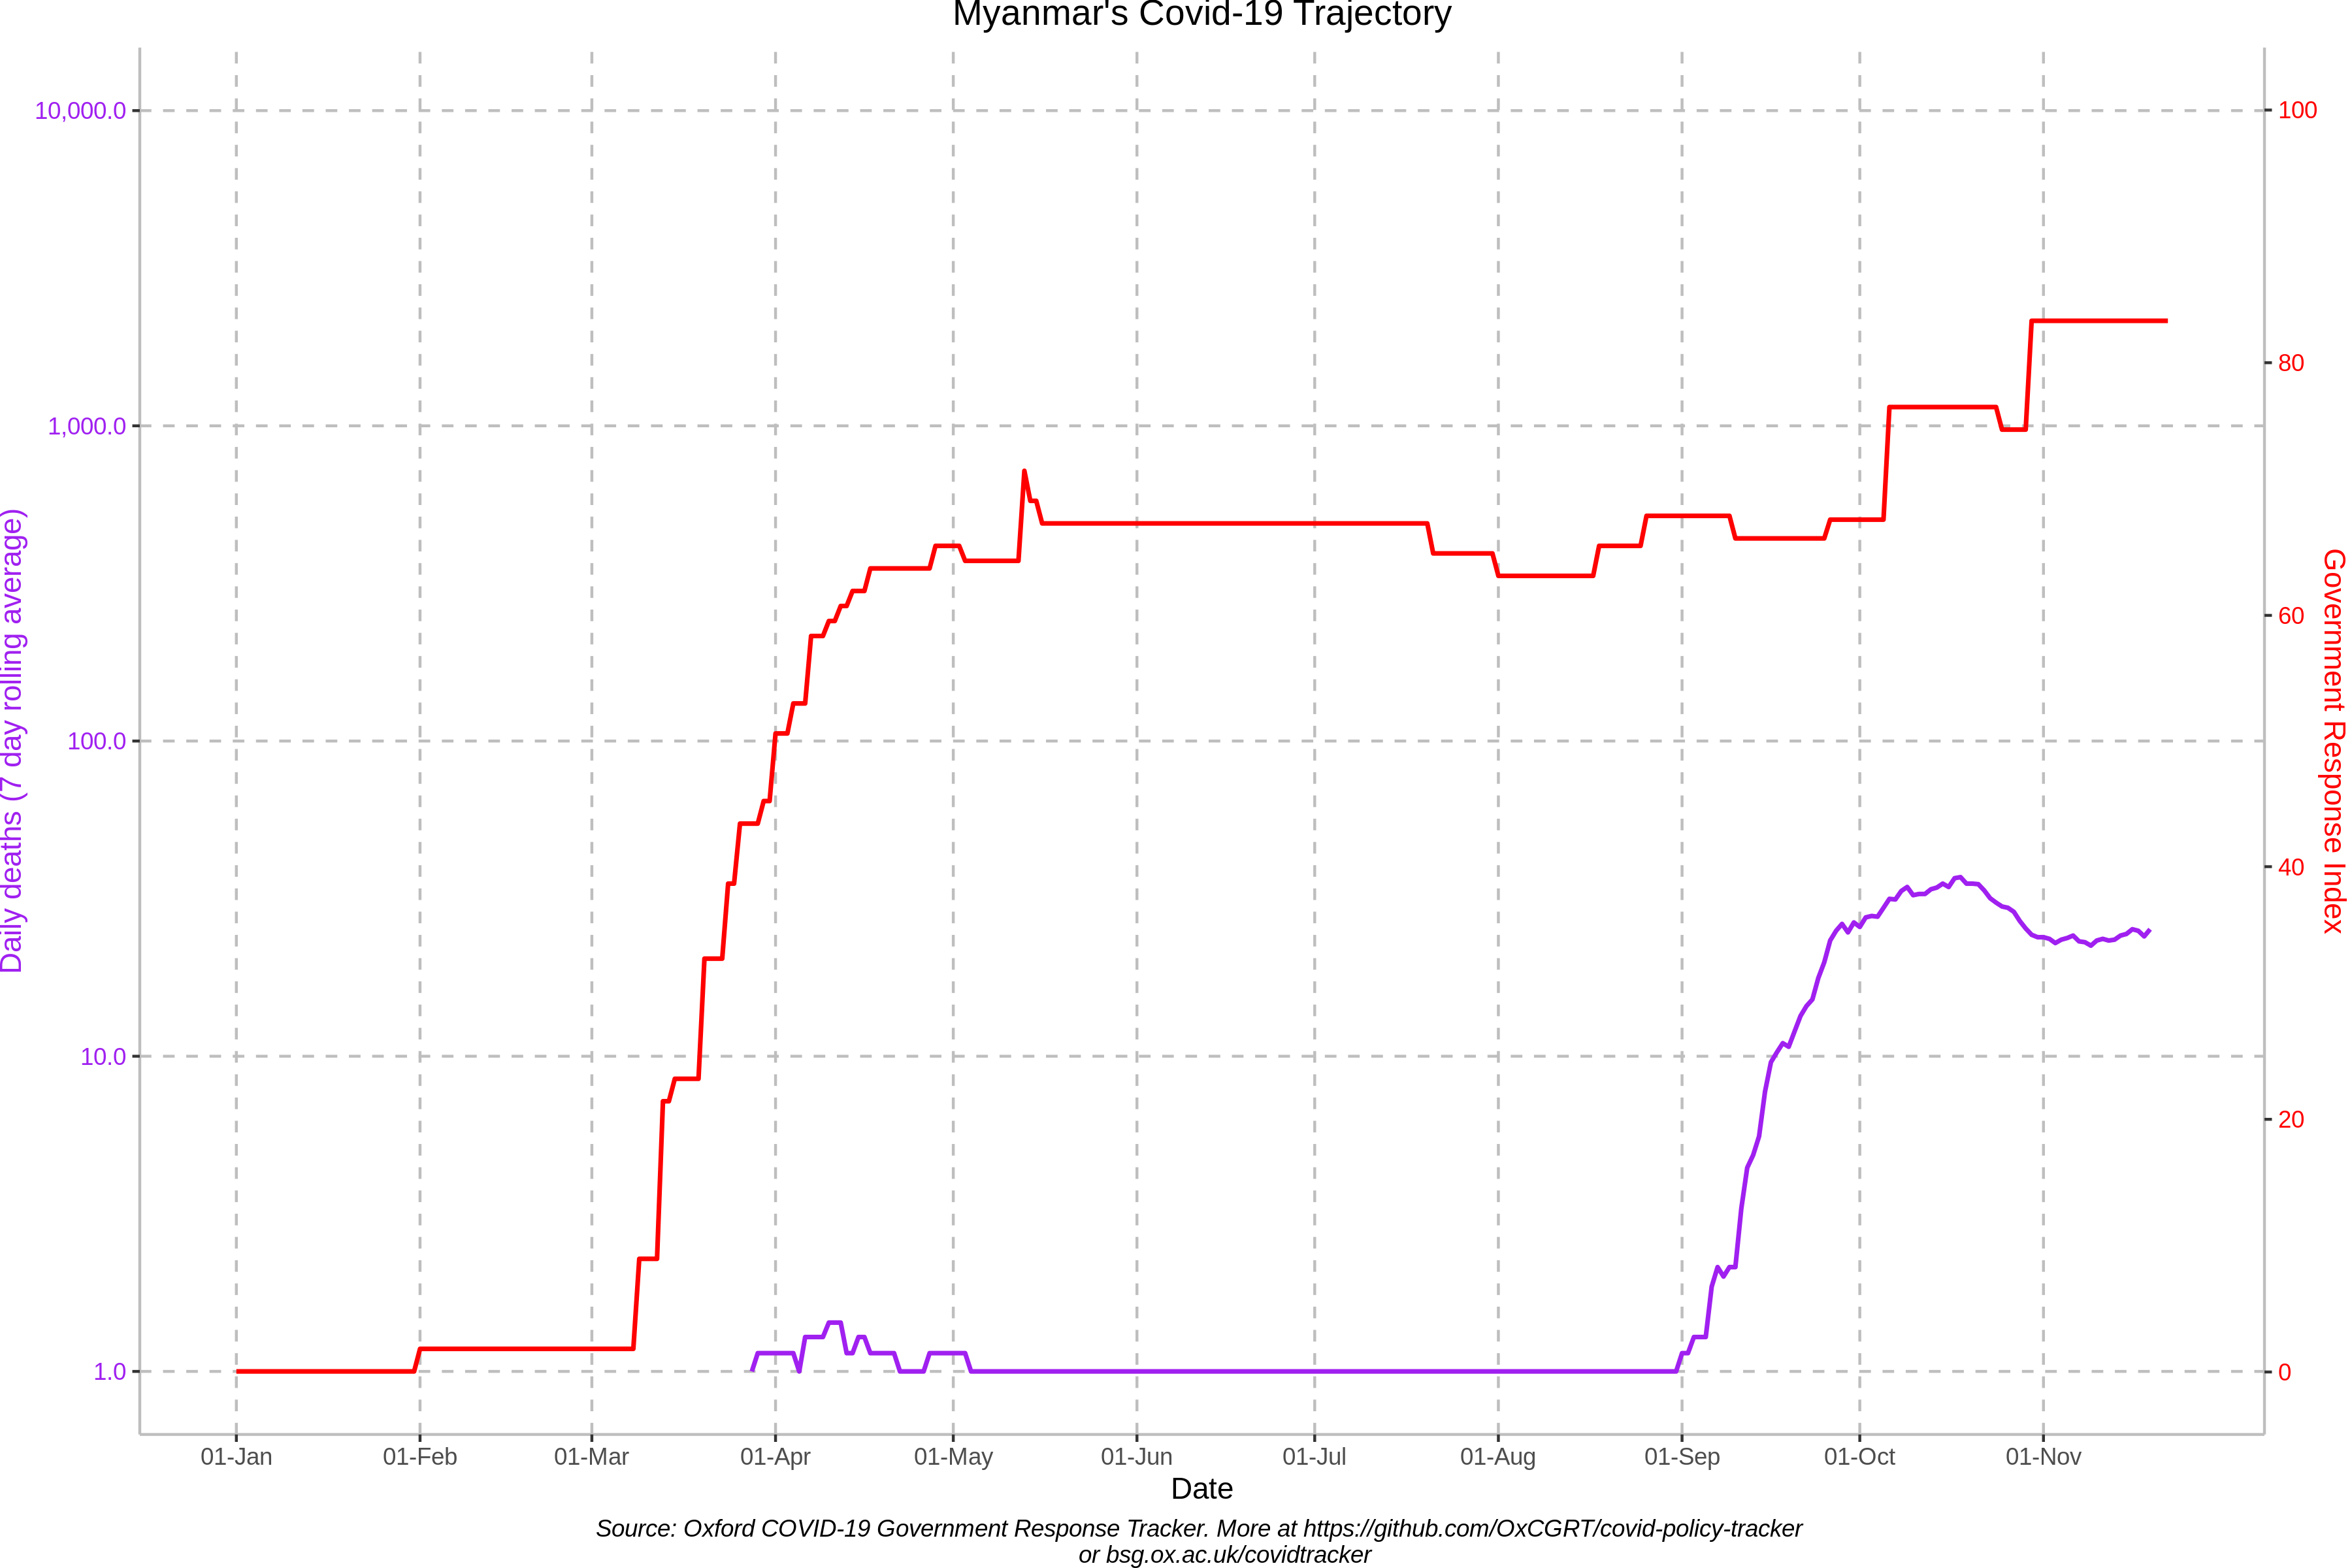 Myanmar's Covid-19 Trajectory
10,000.0
1,000.0
100.0
10.0
1.0
Daily deaths (7 day rolling average)
100
80
60
40
20
0
Government Response Index
01-Jan 01-Feb 01-Mar 01-Apr 01-May 01-Jun 01-Jul 01-Aug 01-Sep 01-Oct 01-Nov
Date
Source: Oxford COVID-19 Government Response Tracker. More at https://github.com/OxCGRT/covid-policy-tracker
or bsg.ox.ac.uk/covidtracker